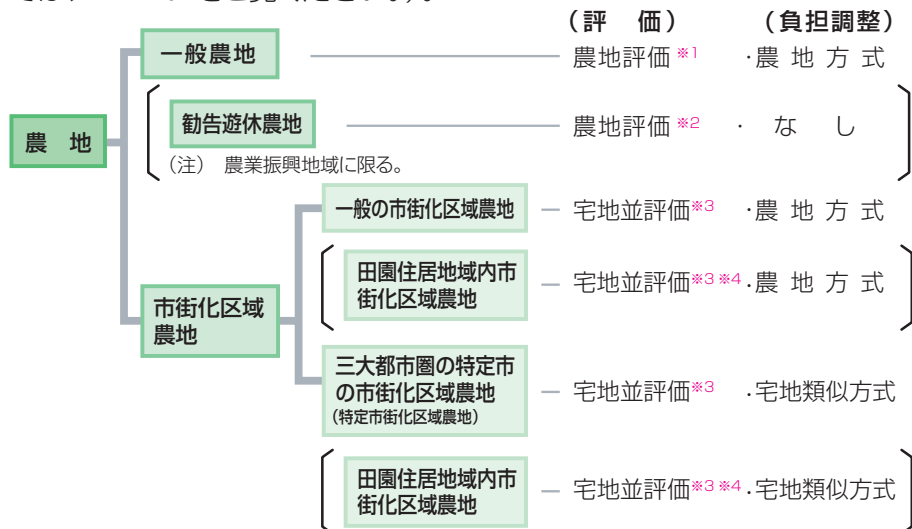 (評 価) (負担調整)
農 地
一般農地 農地評価※1 ・農 地 方 式
勧告遊休農地 農地評価※2 ・ な し
(注) 農業振興地域に限る。
市街化区域
農地
一般の市街化区域農地 宅地並評価※3 ・農 地 方 式
田園住居地域内市
街化区域農地 宅地並評価※3 ※4・農 地 方 式
三大都市圏の特定市
の市街化区域農地
(特定市街化区域農地) 宅地並評価※3 ・宅地類似方式
田園住居地域内市
街化区域農地 宅地並評価※3 ※4・宅地類似方式